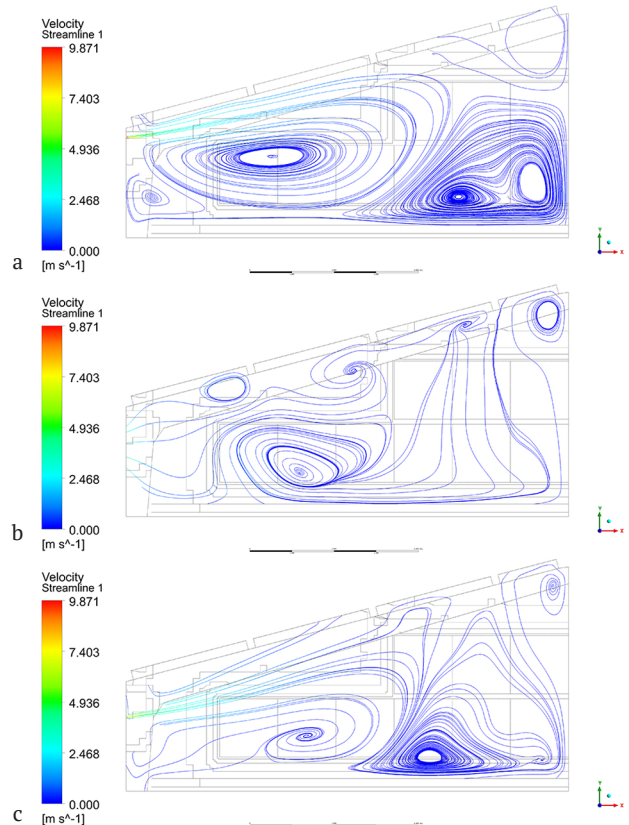 Velocity
Streamline 1
9.871
7.403
4.936
2.468
0.000
[m s^-1]
Y
X
a
Velocity
Streamline 1
9.871
7.403
4.936
2.468
0.000
[m s^-1]
Y
X
b
Velocity
Streamline 1
9.871
7.403
4.936
2.468
0.000
[m s^-1]
Y
X
c